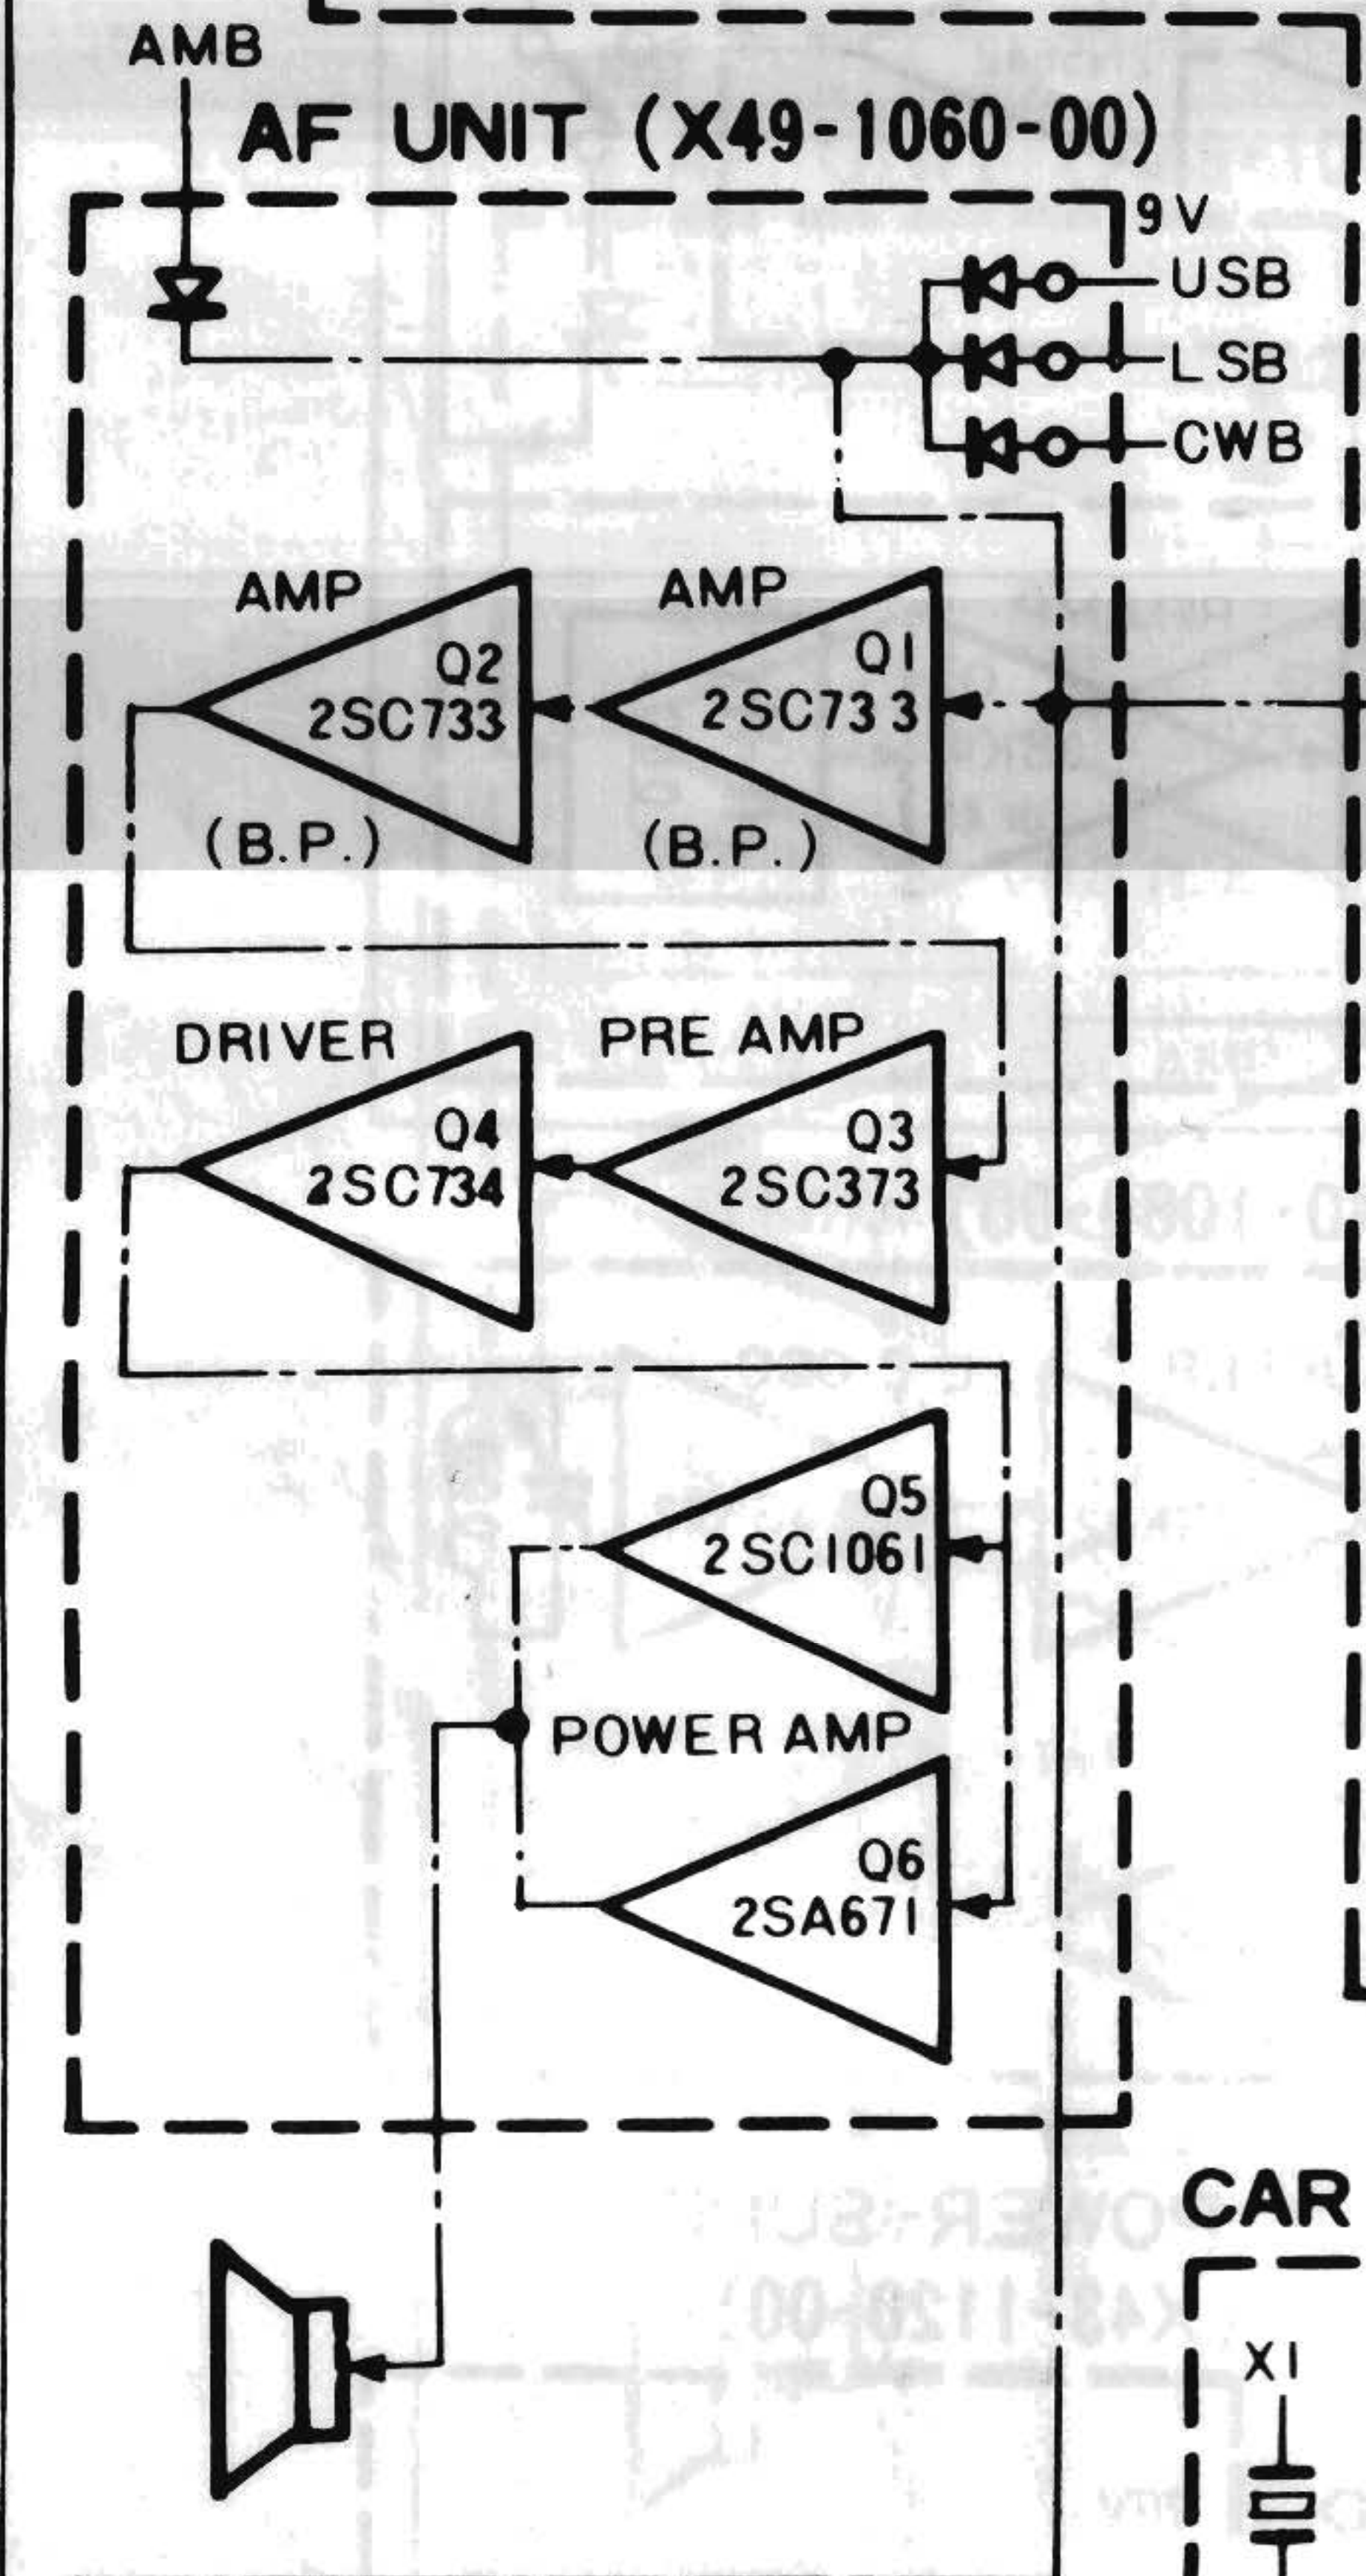 AMB
AF UNIT (X49-1060-00)
9V
USB
LSB
CWB
AMP
AMP
Q2
2SC733
Q1
2SC733
(B.P.)
(B.P.)
DRIVER
PRE AMP
Q4
2SC734
Q3
2SC373
Q5
2SC1061
POWER AMP
Q6
2SA671
CAR
X1